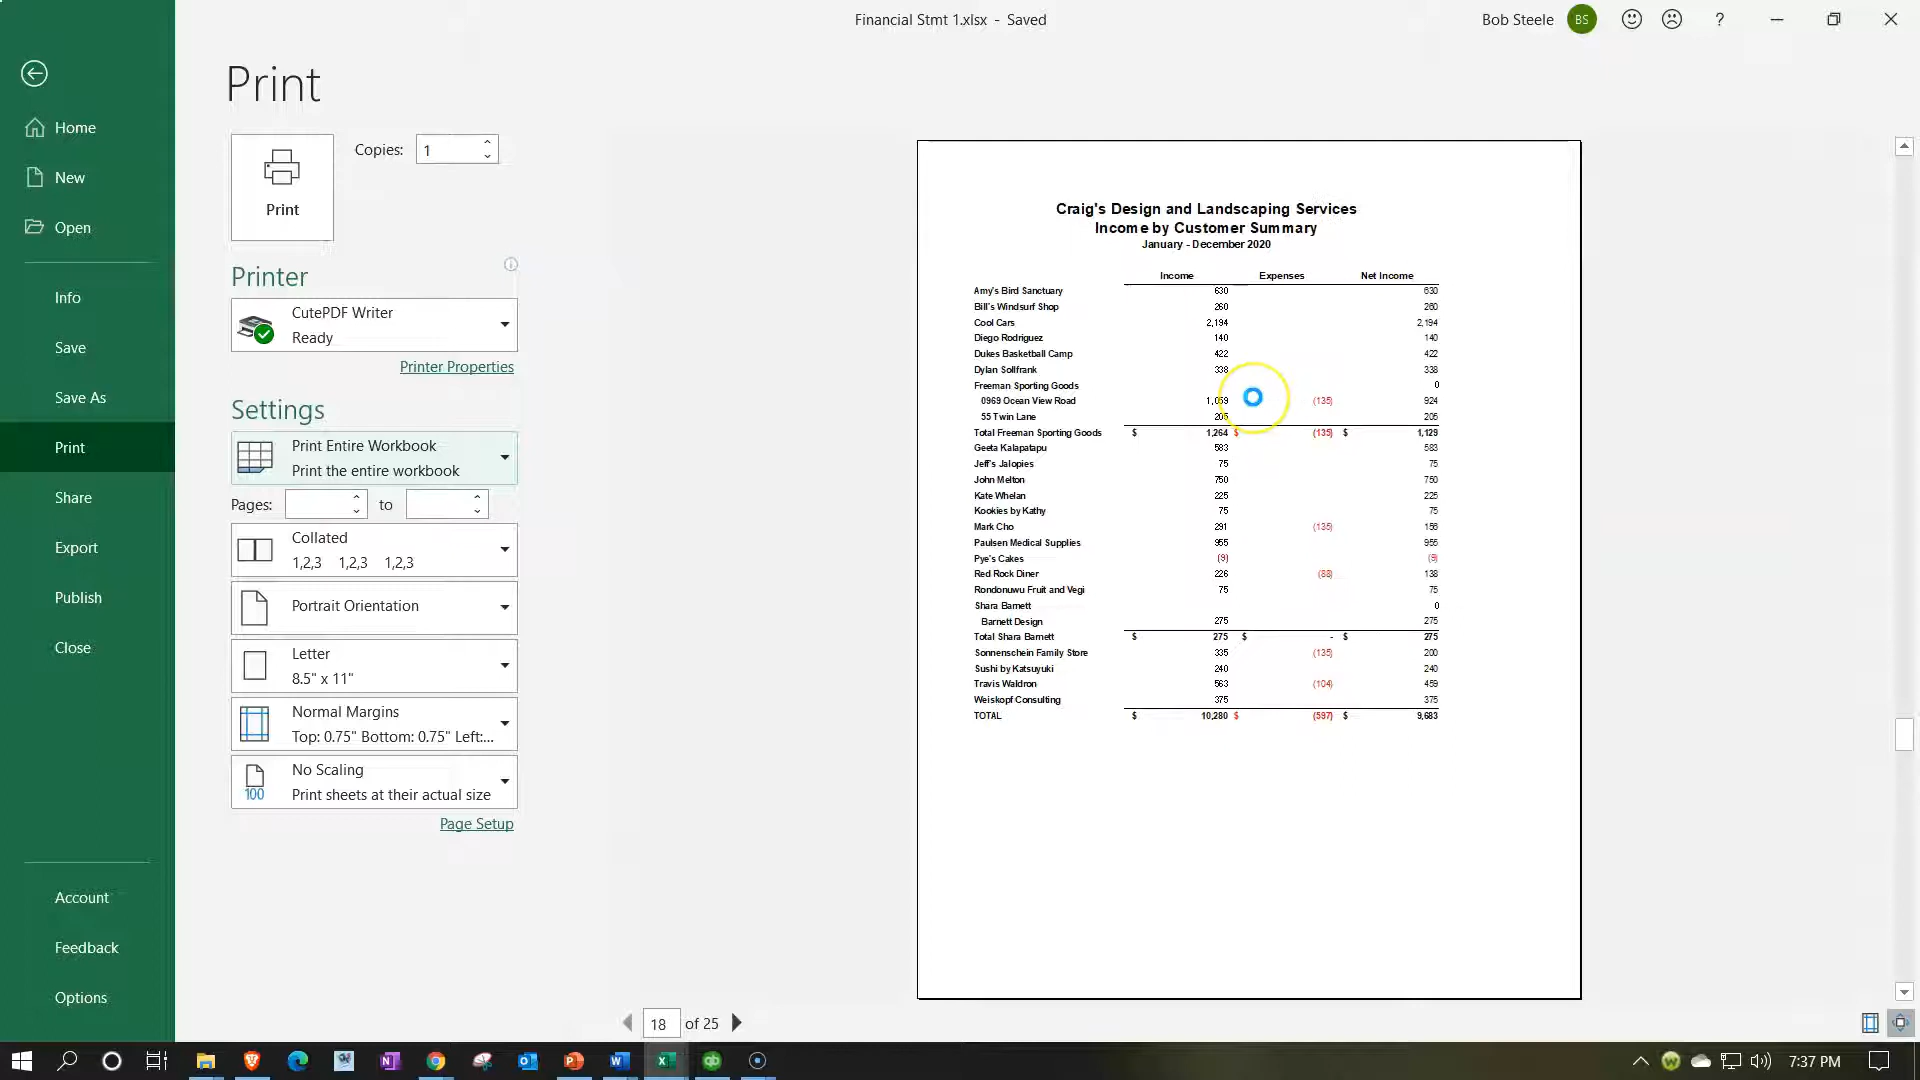 Financial Stmt 1.xlsx - Saved
Bob Steele BS ?
Print
Home
New
Open
Info
Save
Save As
Print
Share
Export
Publish
Close
Account
Feedback
Options
Print
Copies: 1
Printer
CutePDF Writer
Ready
Printer Properties
Settings
Print Entire Workbook
Print the entire workbook
Pages: to
Collated
1,2,3 1,2,3 1,2,3
Portrait Orientation
Letter
8.5" x 11"
Normal Margins
Top: 0.75" Bottom: 0.75" Left:...
No Scaling
Print sheets at their actual size
100
Page Setup
Craig's Design and Landscaping Services
Income by Customer Summary
January - December 2020
Income Expenses Net Income
Amy's Bird Sanctuary 630 630
Bill's Windsurf Shop 260 260
Cool Cars 2,194 2,194
Diego Rodriguez 140 140
Dukes Basketball Camp 422 422
Dylan Sollfrank 338 338
Freeman Sporting Goods 0
0969 Ocean View Road 1,059 (135) 924
55 Twin Lane 205 205
Total Freeman Sporting Goods $ 1,264 $ (135) $ 1,129
Geeta Kalapatapu 583 583
Jeff's Jalopies 75 75
John Melton 750 750
Kate Whelan 225 225
Kookies by Kathy 75 75
Mark Cho 291 (135) 156
Paulsen Medical Supplies 955 955
Pye's Cakes (9) (9)
Red Rock Diner 226 (88) 138
Rondonuwu Fruit and Vegi 75 75
Shara Barnett 0
Barnett Design 275 275
Total Shara Barnett $ 275 $ - $ 275
Sonnenschein Family Store 335 (135) 200
Sushi by Katsuyuki 240 240
Travis Waldron 563 (104) 459
Weiskopf Consulting 375 375
TOTAL $ 10,280 $ (597) $ 9,683
18 of 25
7:37 PM